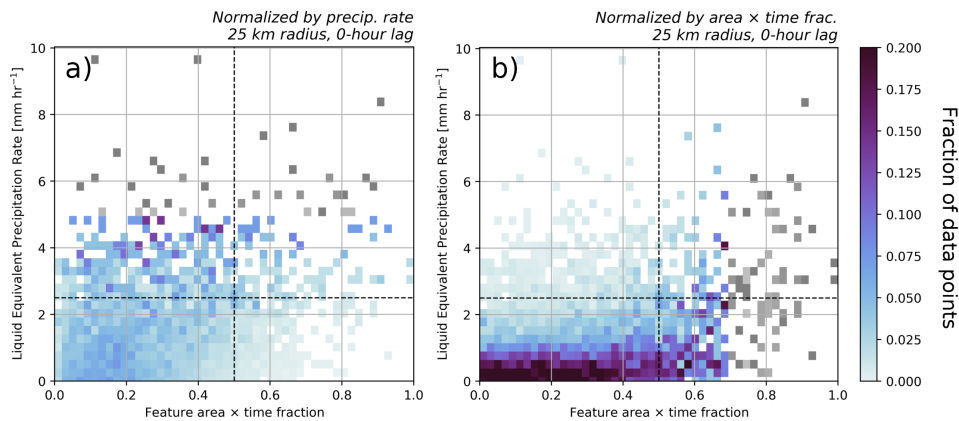 Normalized by precip. rate
25 km radius, 0-hour lag
a)
Liquid Equivalent Precipitation Rate [mm hr⁻¹]
10
8
6
4
2
0
0.0 0.2 0.4 0.6 0.8 1.0
Feature area × time fraction
Normalized by area × time frac.
25 km radius, 0-hour lag
b)
Liquid Equivalent Precipitation Rate [mm hr⁻¹]
10
8
6
4
2
0
0.0 0.2 0.4 0.6 0.8 1.0
Feature area × time fraction
0.200
0.175
0.150
0.125
0.100
0.075
0.050
0.025
0.000
Fraction of data points